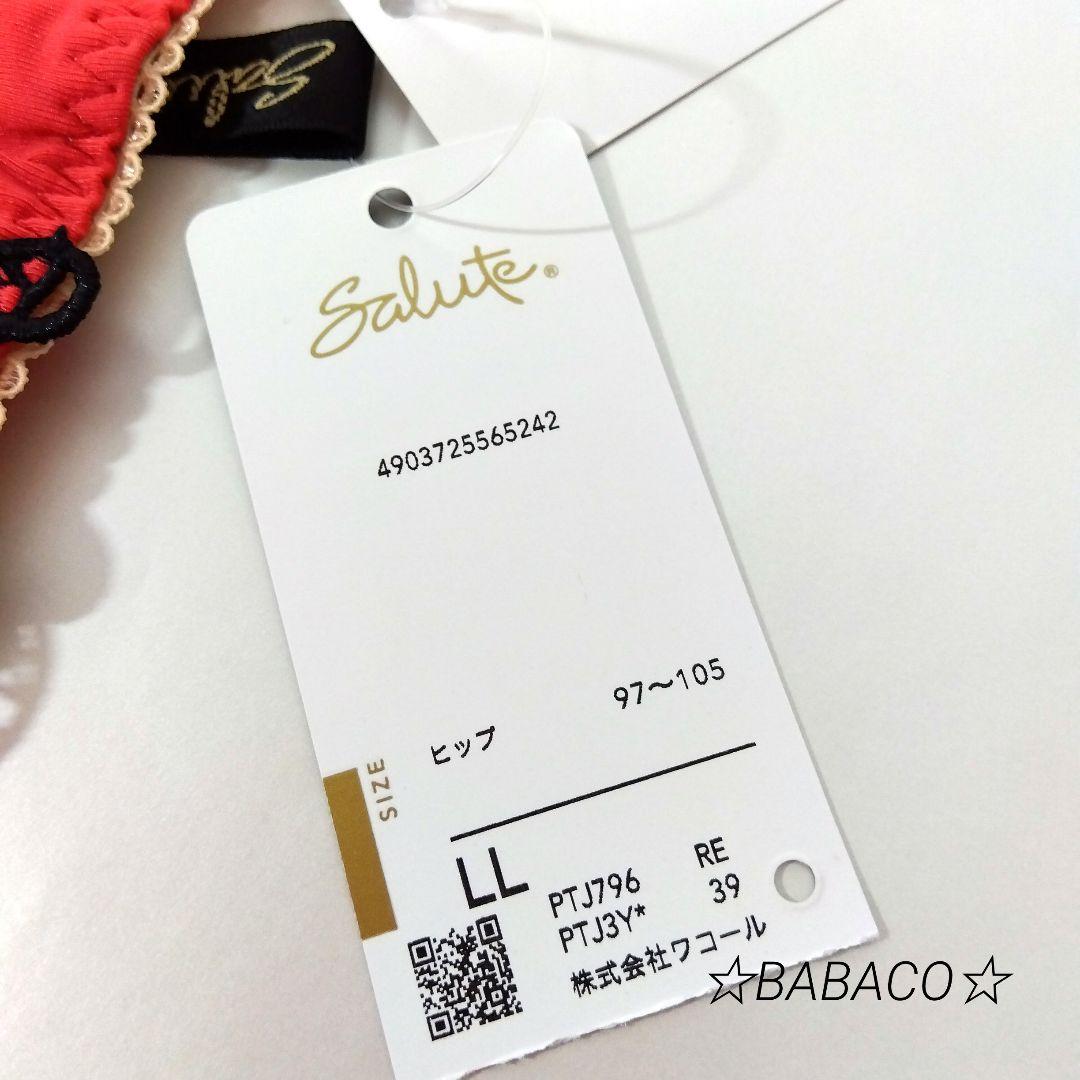 Salute®
4903725565242
ヒップ 97～105
SIZE
LL
PTJ796 RE
PTJ3Y* 39
株式会社ワコール
☆BABACO☆